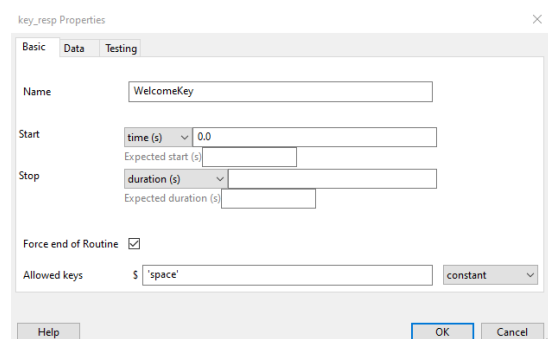 key_resp Properties
Basic Data Testing
Name WelcomeKey
Start time (s) 0.0
Expected start (s)
Stop duration (s)
Expected duration (s)
Force end of Routine
Allowed keys $ 'space' constant
Help OK Cancel